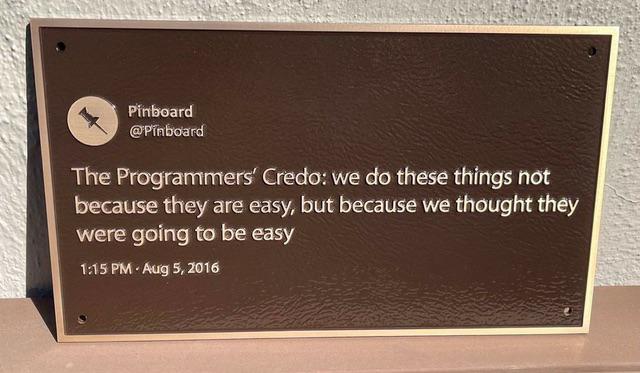 Pinboard
@Pinboard
The Programmers' Credo: we do these things not
because they are easy, but because we thought they
were going to be easy
1:15 PM · Aug 5, 2016